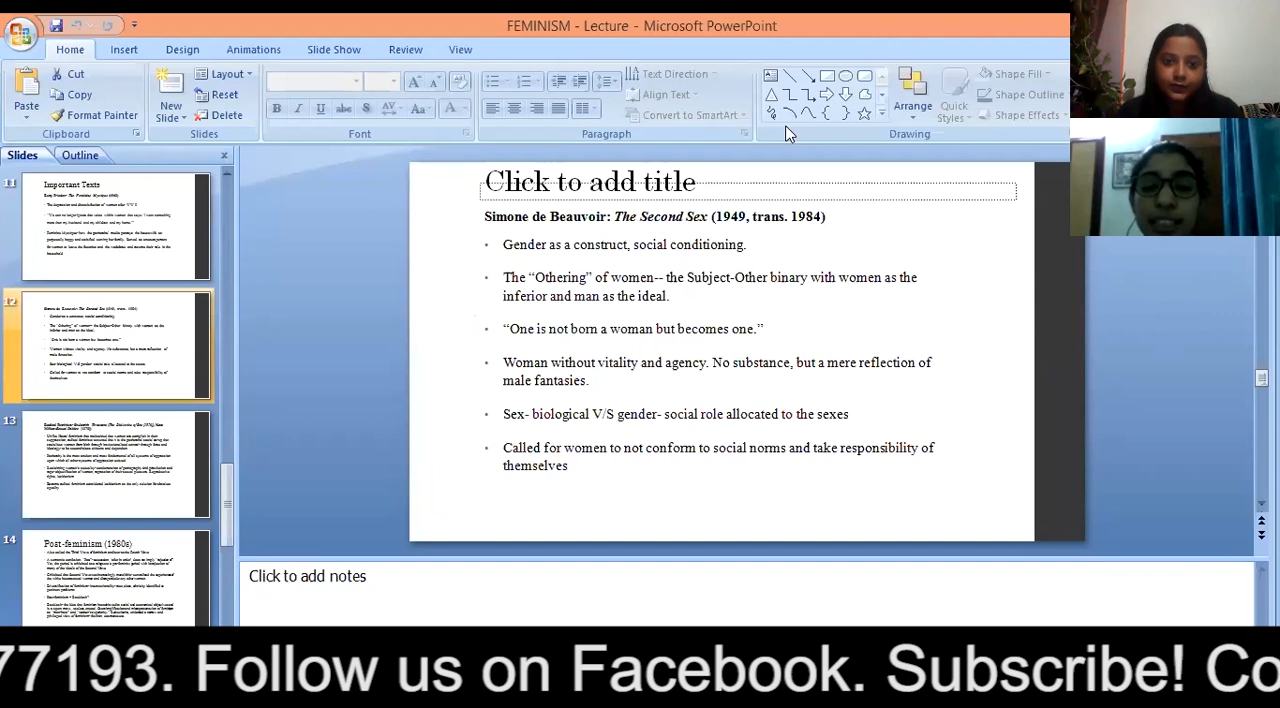 FEMINISM - Lecture - Microsoft PowerPoint
Home Insert Design Animations Slide Show Review View
Paste
Cut
Copy
Format Painter
Clipboard
New
Slide
Layout
Reset
Delete
Slides
Font
Text Direction
Align Text
Convert to SmartArt
Paragraph
Arrange
Quick
Styles
Shape Fill
Shape Outline
Shape Effects
Drawing
Slides Outline
11
Important Texts
12
13
14
Post-feminism (1980s)
Click to add title
Simone de Beauvoir: The Second Sex (1949, trans. 1984)
Gender as a construct, social conditioning.
The “Othering” of women-- the Subject-Other binary with women as the
inferior and man as the ideal.
“One is not born a woman but becomes one.”
Woman without vitality and agency. No substance, but a mere reflection of
male fantasies.
Sex- biological V/S gender- social role allocated to the sexes
Called for women to not conform to social norms and take responsibility of
themselves
Click to add notes
77193. Follow us on Facebook. Subscribe! Co